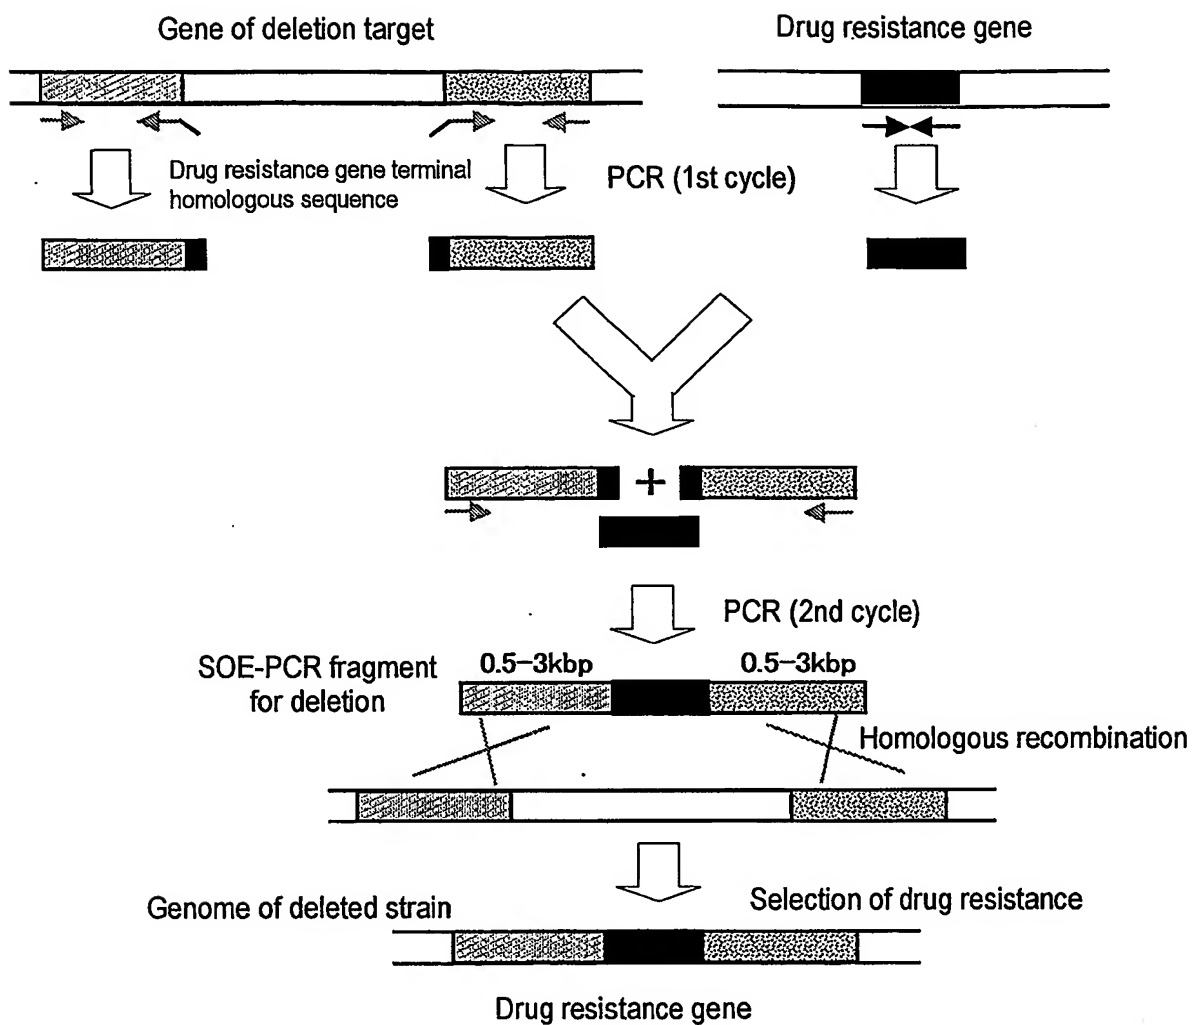 Gene of deletion target
Drug resistance gene
Drug resistance gene terminal
homologous sequence
PCR (1st cycle)
+
PCR (2nd cycle)
SOE-PCR fragment
for deletion
0.5−3kbp
0.5−3kbp
Homologous recombination
Genome of deleted strain
Selection of drug resistance
Drug resistance gene